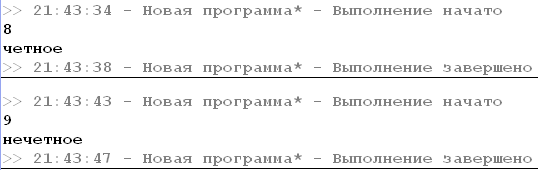 >> 21:43:34 - Новая программа* - Выполнение начато
8
четное
>> 21:43:38 - Новая программа* - Выполнение завершено
>> 21:43:43 - Новая программа* - Выполнение начато
9
нечетное
>> 21:43:47 - Новая программа* - Выполнение завершено